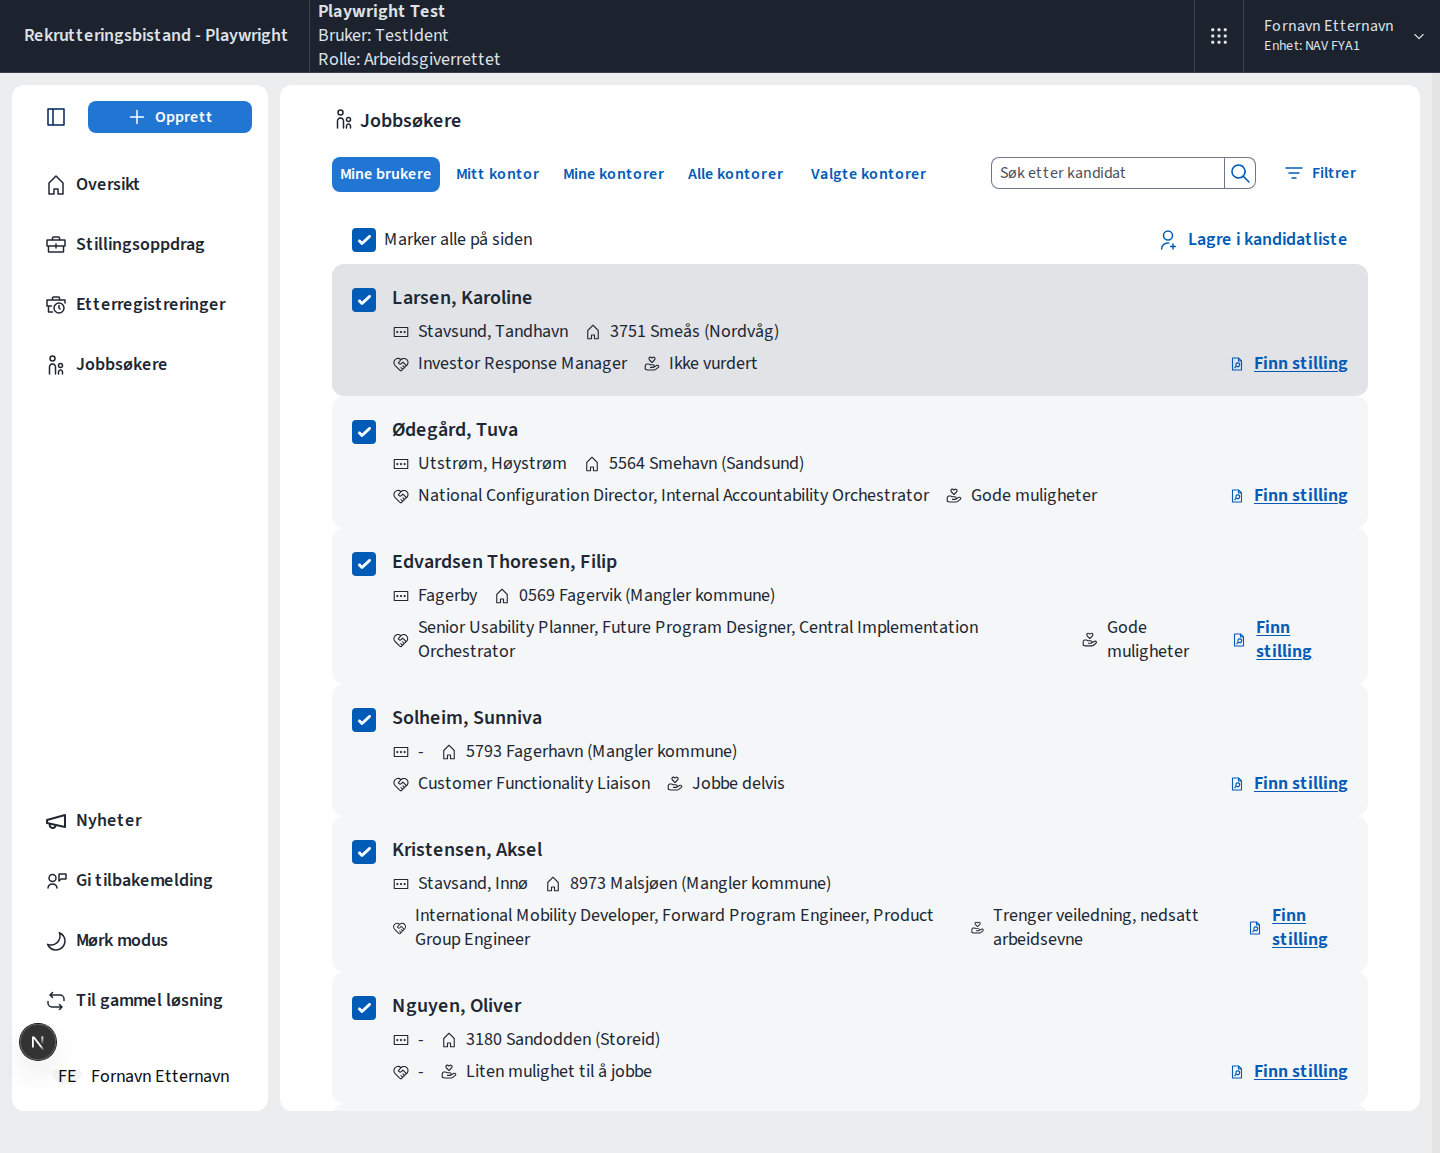 Rekrutteringsbistand - Playwright
Playwright Test
Bruker: TestIdent
Rolle: Arbeidsgiverrettet
Fornavn Etternavn
Enhet: NAV FYA1
Opprett
Oversikt
Stillingsoppdrag
Etterregistreringer
Jobbsøkere
Nyheter
Gi tilbakemelding
Mørk modus
Til gammel løsning
N
FE Fornavn Etternavn
Jobbsøkere
Mine brukere Mitt kontor Mine kontorer Alle kontorer Valgte kontorer Søk etter kandidat Filtrer
Marker alle på siden Lagre i kandidatliste
Larsen, Karoline
Stavsund, Tandhavn 3751 Smeås (Nordvåg)
Investor Response Manager Ikke vurdert Finn stilling
Ødegård, Tuva
Utstrøm, Høystrøm 5564 Smehavn (Sandsund)
National Configuration Director, Internal Accountability Orchestrator Gode muligheter Finn stilling
Edvardsen Thoresen, Filip
Fagerby 0569 Fagervik (Mangler kommune)
Senior Usability Planner, Future Program Designer, Central Implementation
Orchestrator
Gode
muligheter
Finn
stilling
Solheim, Sunniva
- 5793 Fagerhavn (Mangler kommune)
Customer Functionality Liaison Jobbe delvis Finn stilling
Kristensen, Aksel
Stavsand, Innø 8973 Malsjøen (Mangler kommune)
International Mobility Developer, Forward Program Engineer, Product
Group Engineer
Trenger veiledning, nedsatt
arbeidsevne
Finn
stilling
Nguyen, Oliver
- 3180 Sandodden (Storeid)
- Liten mulighet til å jobbe Finn stilling